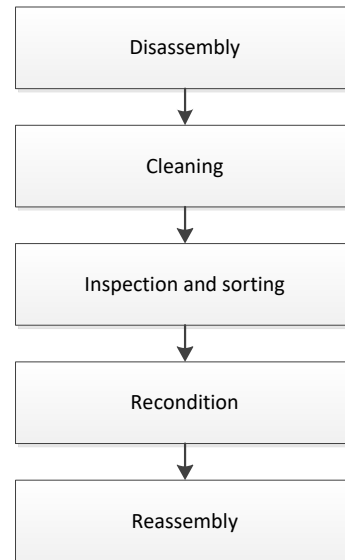 Disassembly
Cleaning
Inspection and sorting
Recondition
Reassembly